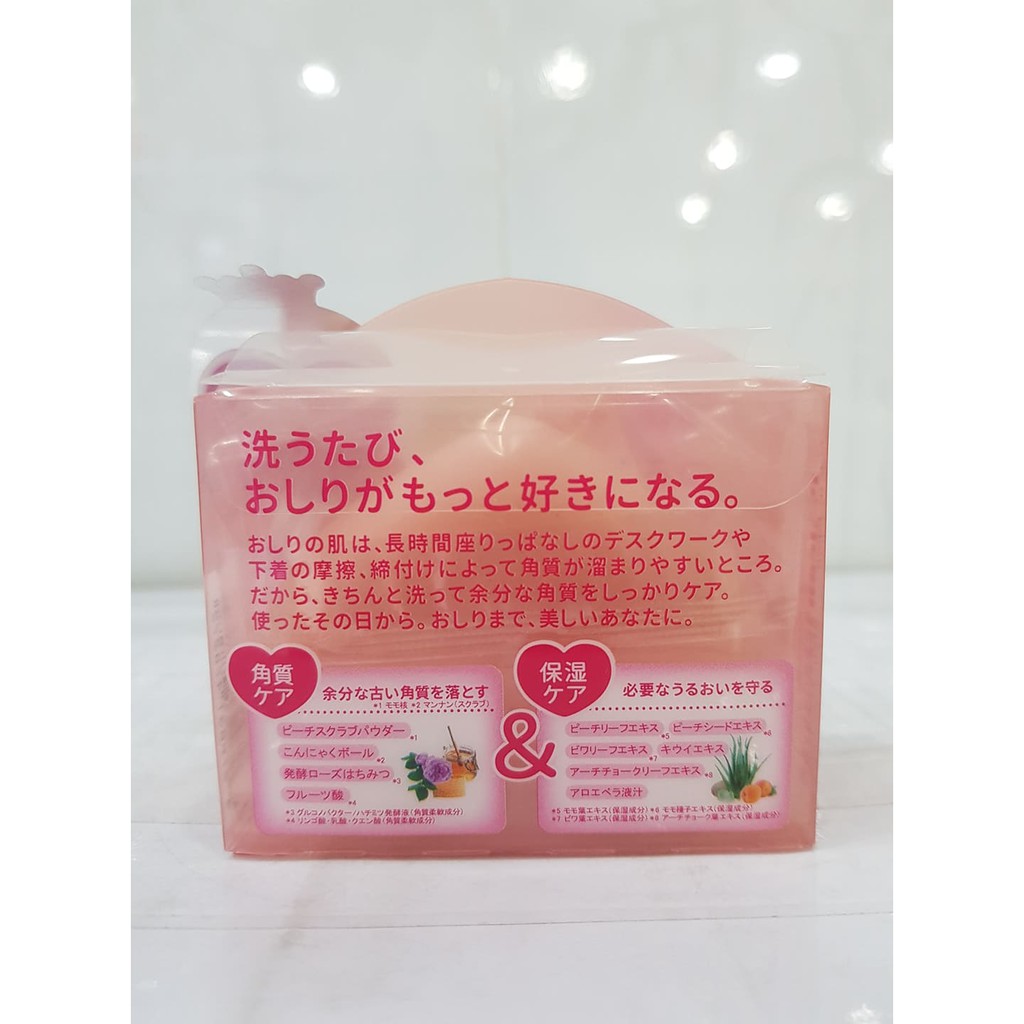 洗うたび、
おしりがもっと好きになる。
おしりの肌は、長時間座りっぱなしのデスクワークや
下着の摩擦、締付けによって角質が溜まりやすいところ。
だから、きちんと洗って余分な角質をしっかりケア。
使ったその日から。おしりまで、美しいあなたに。
角質
ケア
余分な古い角質を落とす
*1 モモ核 *2 マンナン(スクラブ)
ピーチスクラブパウダー*1
こんにゃくボール*2
発酵ローズはちみつ*3
フルーツ酸*4
*3 グルコノバクター/ハチミツ発酵液(角質柔軟成分)
*4 リンゴ酸・乳酸・クエン酸(角質柔軟成分)
&
保湿
ケア
必要なうるおいを守る
ピーチリーフエキス*5 ピーチシードエキス*6
ビワリーフエキス*7 キウイエキス
アーチチョークリーフエキス*8
アロエベラ液汁
*5 モモ葉エキス(保湿成分) *6 モモ種子エキス(保湿成分)
*7 ビワ葉エキス(保湿成分) *8 アーチチョーク葉エキス(保湿成分)